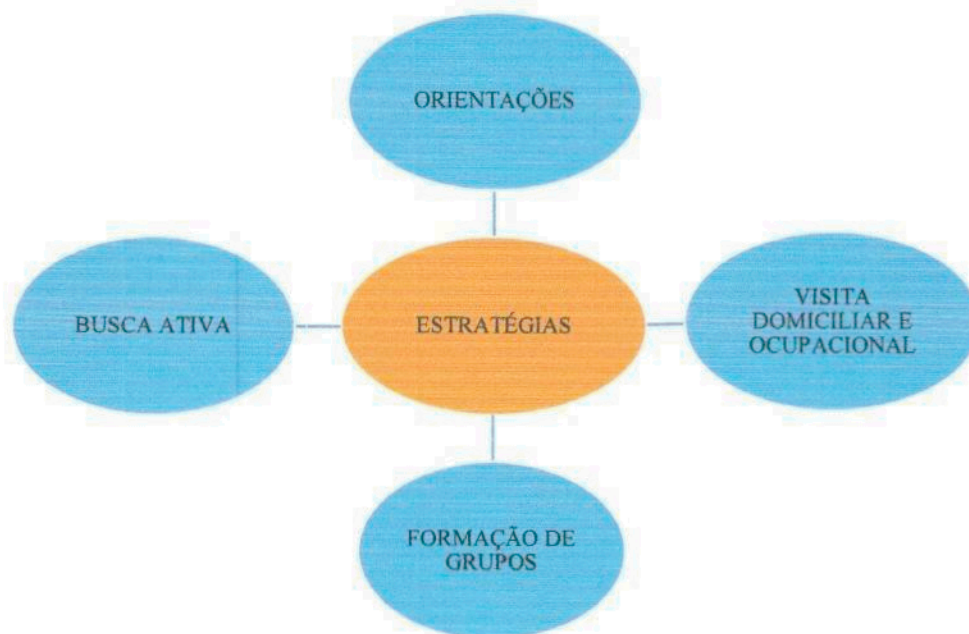 ORIENTAÇÕES
BUSCA ATIVA
ESTRATÉGIAS
VISITA
DOMICILIAR E
OCUPACIONAL
FORMAÇÃO DE
GRUPOS